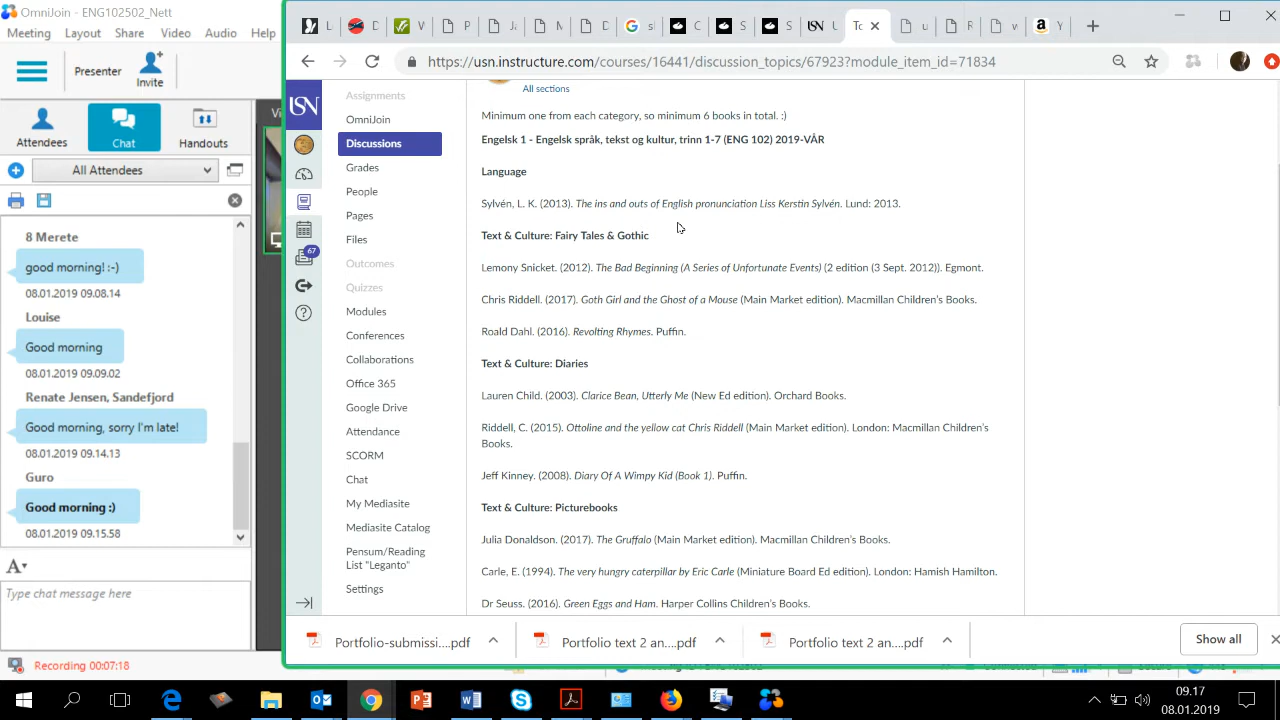 OmniJoin - ENG102502_Nett
Meeting Layout Share Video Audio Help
Presenter
Invite
Attendees
Chat
Handouts
All Attendees
8 Merete
good morning! :-)
08.01.2019 09.08.14
Louise
Good morning
08.01.2019 09.09.02
Renate Jensen, Sandefjord
Good morning, sorry I'm late!
08.01.2019 09.14.13
Guro
Good morning :)
08.01.2019 09.15.58
A
Type chat message here
Recording 00:07:18
https://usn.instructure.com/courses/16441/discussion_topics/67923?module_item_id=71834
USN
67
Assignments
OmniJoin
Discussions
Grades
People
Pages
Files
Outcomes
Quizzes
Modules
Conferences
Collaborations
Office 365
Google Drive
Attendance
SCORM
Chat
My Mediasite
Mediasite Catalog
Pensum/Reading
List "Leganto"
Settings
All sections
Minimum one from each category, so minimum 6 books in total. :)
Engelsk 1 - Engelsk språk, tekst og kultur, trinn 1-7 (ENG 102) 2019-VÅR
Language
Sylvén, L. K. (2013). The ins and outs of English pronunciation Liss Kerstin Sylvén. Lund: 2013.
Text & Culture: Fairy Tales & Gothic
Lemony Snicket. (2012). The Bad Beginning (A Series of Unfortunate Events) (2 edition (3 Sept. 2012)). Egmont.
Chris Riddell. (2017). Goth Girl and the Ghost of a Mouse (Main Market edition). Macmillan Children's Books.
Roald Dahl. (2016). Revolting Rhymes. Puffin.
Text & Culture: Diaries
Lauren Child. (2003). Clarice Bean, Utterly Me (New Ed edition). Orchard Books.
Riddell, C. (2015). Ottoline and the yellow cat Chris Riddell (Main Market edition). London: Macmillan Children's
Books.
Jeff Kinney. (2008). Diary Of A Wimpy Kid (Book 1). Puffin.
Text & Culture: Picturebooks
Julia Donaldson. (2017). The Gruffalo (Main Market edition). Macmillan Children's Books.
Carle, E. (1994). The very hungry caterpillar by Eric Carle (Miniature Board Ed edition). London: Hamish Hamilton.
Dr Seuss. (2016). Green Eggs and Ham. Harper Collins Children's Books.
Portfolio-submissi....pdf
Portfolio text 2 an....pdf
Portfolio text 2 an....pdf
Show all
09.17
08.01.2019